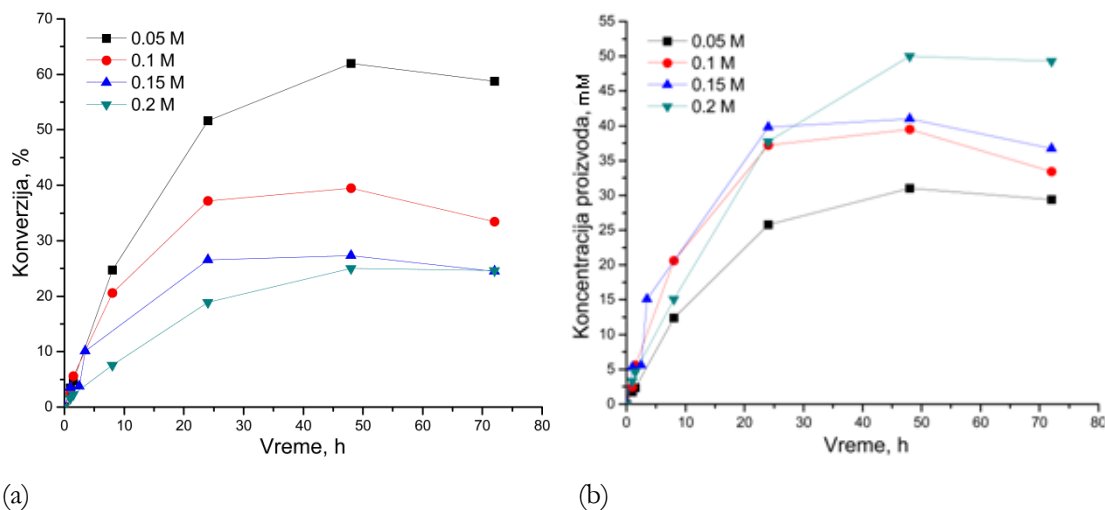 70
60
50
40
30
20
10
0
Konverzija, %
0.05 M
0.1 M
0.15 M
0.2 M
0 10 20 30 40 50 60 70 80
Vreme, h
(a)
55
50
45
40
35
30
25
20
15
10
5
0
Koncentracija proizvoda, mM
0.05 M
0.1 M
0.15 M
0.2 M
0 10 20 30 40 50 60 70 80
Vreme, h
(b)